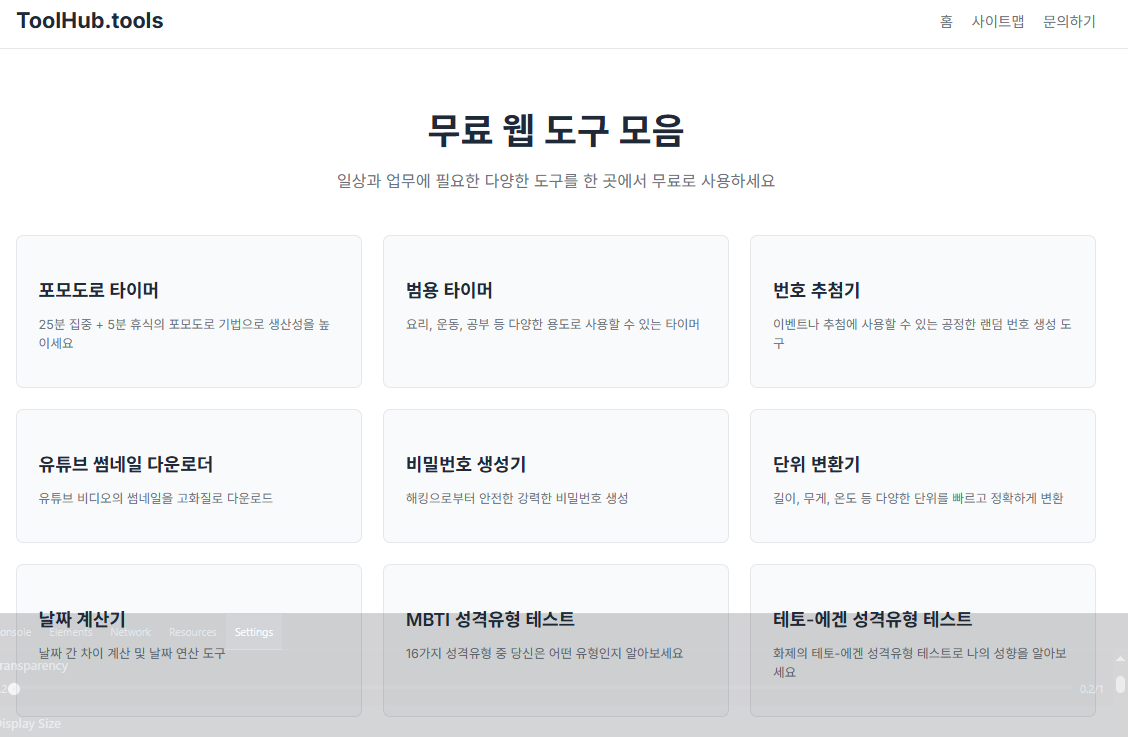 ToolHub.tools
홈 사이트맵 문의하기
무료 웹 도구 모음
일상과 업무에 필요한 다양한 도구를 한 곳에서 무료로 사용하세요
포모도로 타이머
25분 집중 + 5분 휴식의 포모도로 기법으로 생산성을 높
이세요
범용 타이머
요리, 운동, 공부 등 다양한 용도로 사용할 수 있는 타이머
번호 추첨기
이벤트나 추첨에 사용할 수 있는 공정한 랜덤 번호 생성 도
구
유튜브 썸네일 다운로더
유튜브 비디오의 썸네일을 고화질로 다운로드
비밀번호 생성기
해킹으로부터 안전한 강력한 비밀번호 생성
단위 변환기
길이, 무게, 온도 등 다양한 단위를 빠르고 정확하게 변환
날짜 계산기
날짜 간 차이 계산 및 날짜 연산 도구
MBTI 성격유형 테스트
16가지 성격유형 중 당신은 어떤 유형인지 알아보세요
테토-에겐 성격유형 테스트
화제의 테토-에겐 성격유형 테스트로 나의 성향을 알아보
세요
onsole Elements Network Resources Settings
ransparency
0.2/1
Display Size